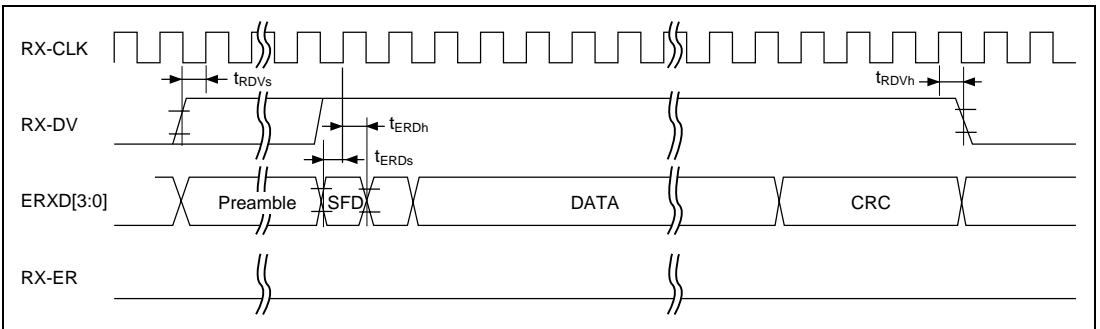 RX-CLK
tRDVs
tRDVh
RX-DV
tERDh
tERDs
ERXD[3:0]
Preamble
SFD
DATA
CRC
RX-ER